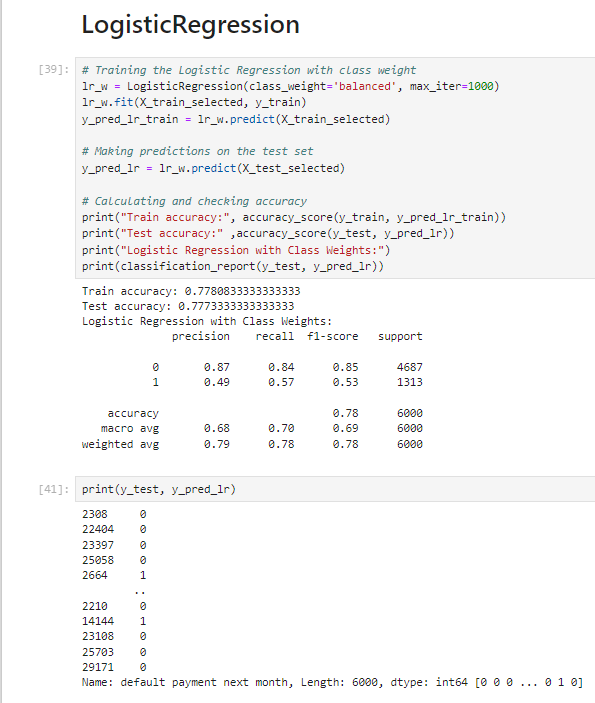 LogisticRegression
[39]: # Training the Logistic Regression with class weight
lr_w = LogisticRegression(class_weight='balanced', max_iter=1000)
lr_w.fit(X_train_selected, y_train)
y_pred_lr_train = lr_w.predict(X_train_selected)
# Making predictions on the test set
y_pred_lr = lr_w.predict(X_test_selected)
# Calculating and checking accuracy
print("Train accuracy:", accuracy_score(y_train, y_pred_lr_train))
print("Test accuracy:" ,accuracy_score(y_test, y_pred_lr))
print("Logistic Regression with Class Weights:")
print(classification_report(y_test, y_pred_lr))
Train accuracy: 0.7780833333333333
Test accuracy: 0.7773333333333333
Logistic Regression with Class Weights:
precision recall f1-score support
0 0.87 0.84 0.85 4687
1 0.49 0.57 0.53 1313
accuracy 0.78 6000
macro avg 0.68 0.70 0.69 6000
weighted avg 0.79 0.78 0.78 6000
[41]: print(y_test, y_pred_lr)
2308 0
22404 0
23397 0
25058 0
2664 1
..
2210 0
14144 1
23108 0
25703 0
29171 0
Name: default payment next month, Length: 6000, dtype: int64 [0 0 0 ... 0 1 0]